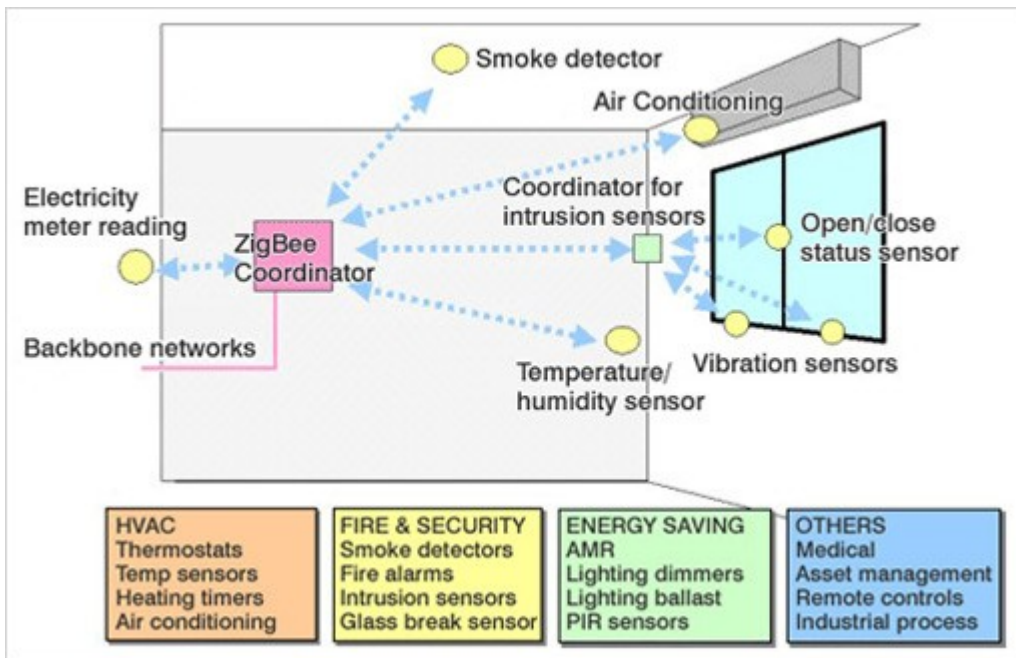 Smoke detector
Air Conditioning
Electricity
meter reading
Coordinator for
intrusion sensors
ZigBee
Coordinator
Open/close
status sensor
Backbone networks
Temperature/
humidity sensor
Vibration sensors
HVAC
Thermostats
Temp sensors
Heating timers
Air conditioning
FIRE & SECURITY
Smoke detectors
Fire alarms
Intrusion sensors
Glass break sensor
ENERGY SAVING
AMR
Lighting dimmers
Lighting ballast
PIR sensors
OTHERS
Medical
Asset management
Remote controls
Industrial process